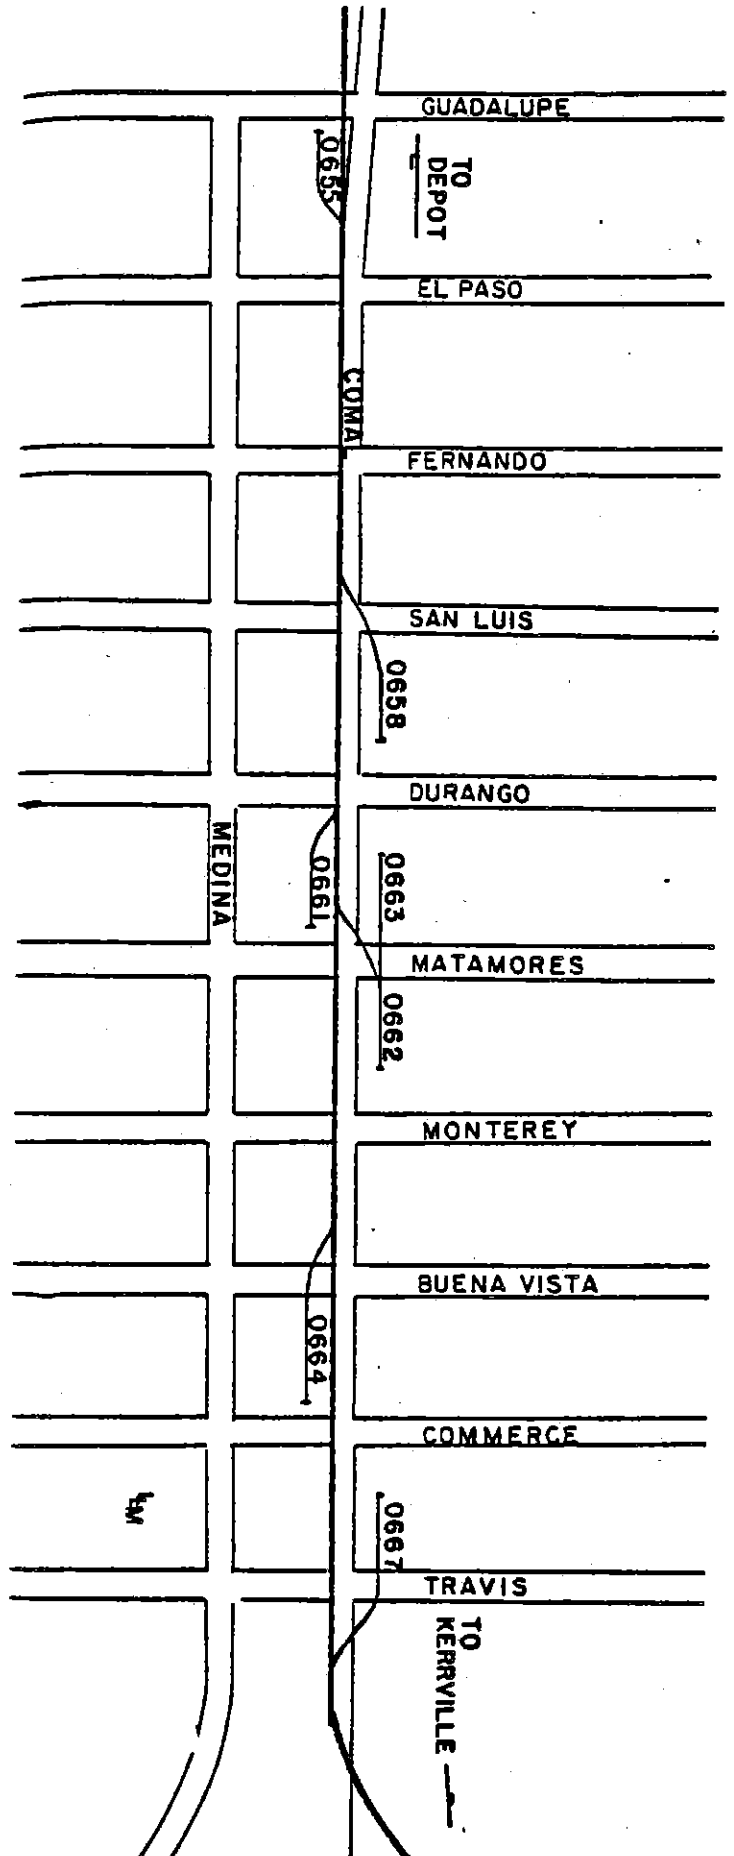 GUADALUPE
0655
TO
DEPOT
EL PASO
COMA
FERNANDO
SAN LUIS
0658
DURANGO
MEDINA
0661
0663
MATAMORES
0662
MONTEREY
BUENA VISTA
0664
COMMERCE
0667
TRAVIS
TO
KERRVILLE